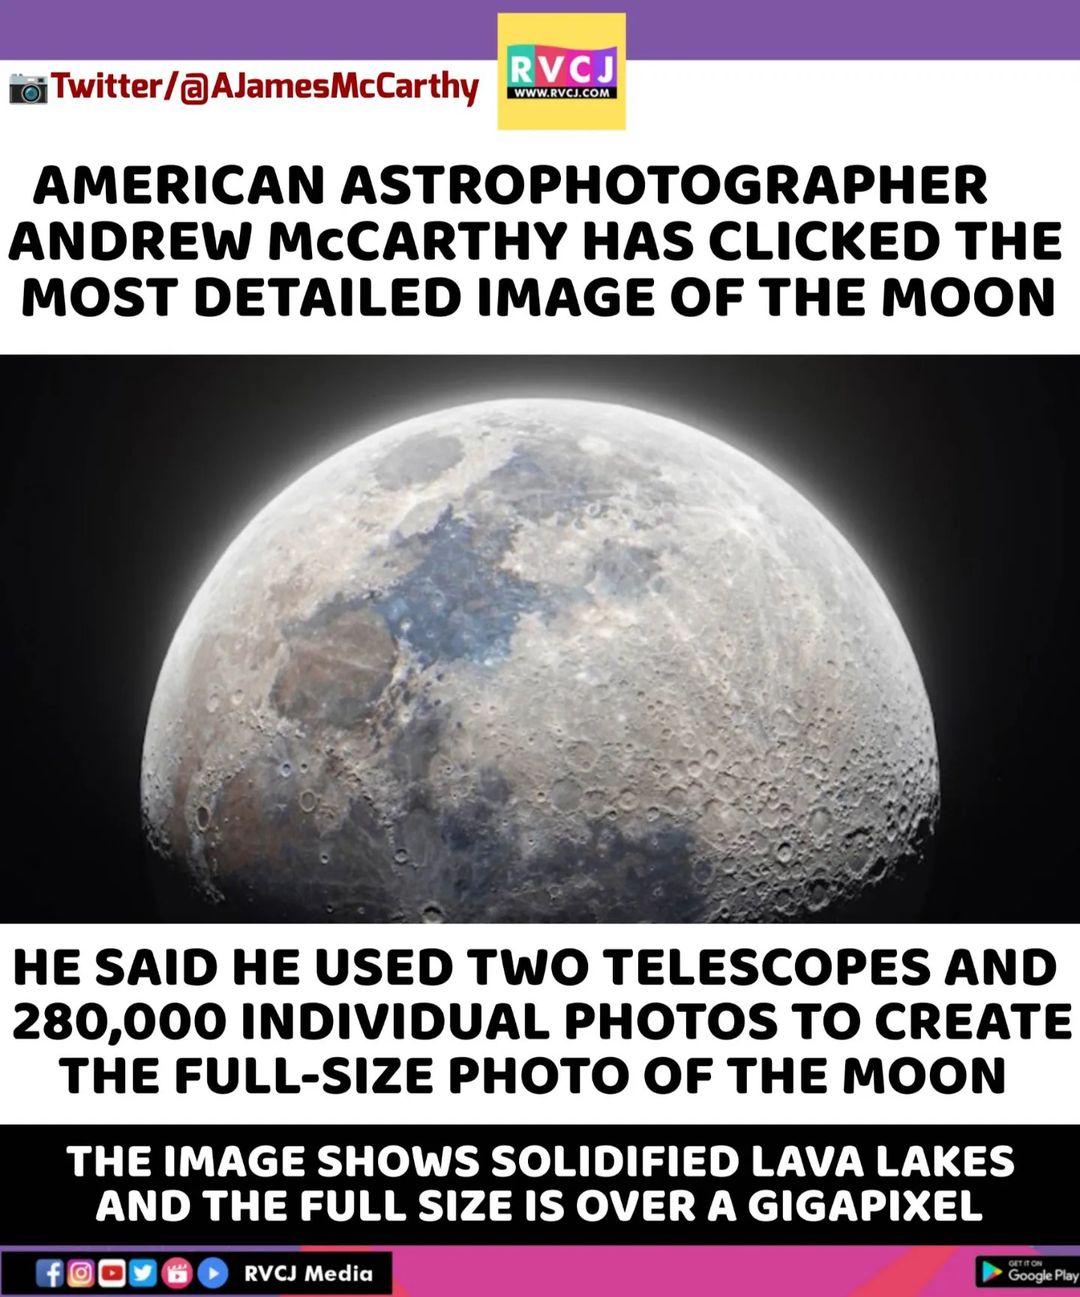 RVCJ
WWW.RVCJ.COM
Twitter/@AJamesMcCarthy
AMERICAN ASTROPHOTOGRAPHER
ANDREW McCARTHY HAS CLICKED THE
MOST DETAILED IMAGE OF THE MOON
HE SAID HE USED TWO TELESCOPES AND
280,000 INDIVIDUAL PHOTOS TO CREATE
THE FULL-SIZE PHOTO OF THE MOON
THE IMAGE SHOWS SOLIDIFIED LAVA LAKES
AND THE FULL SIZE IS OVER A GIGAPIXEL
RVCJ Media
GET IT ON
Google Play